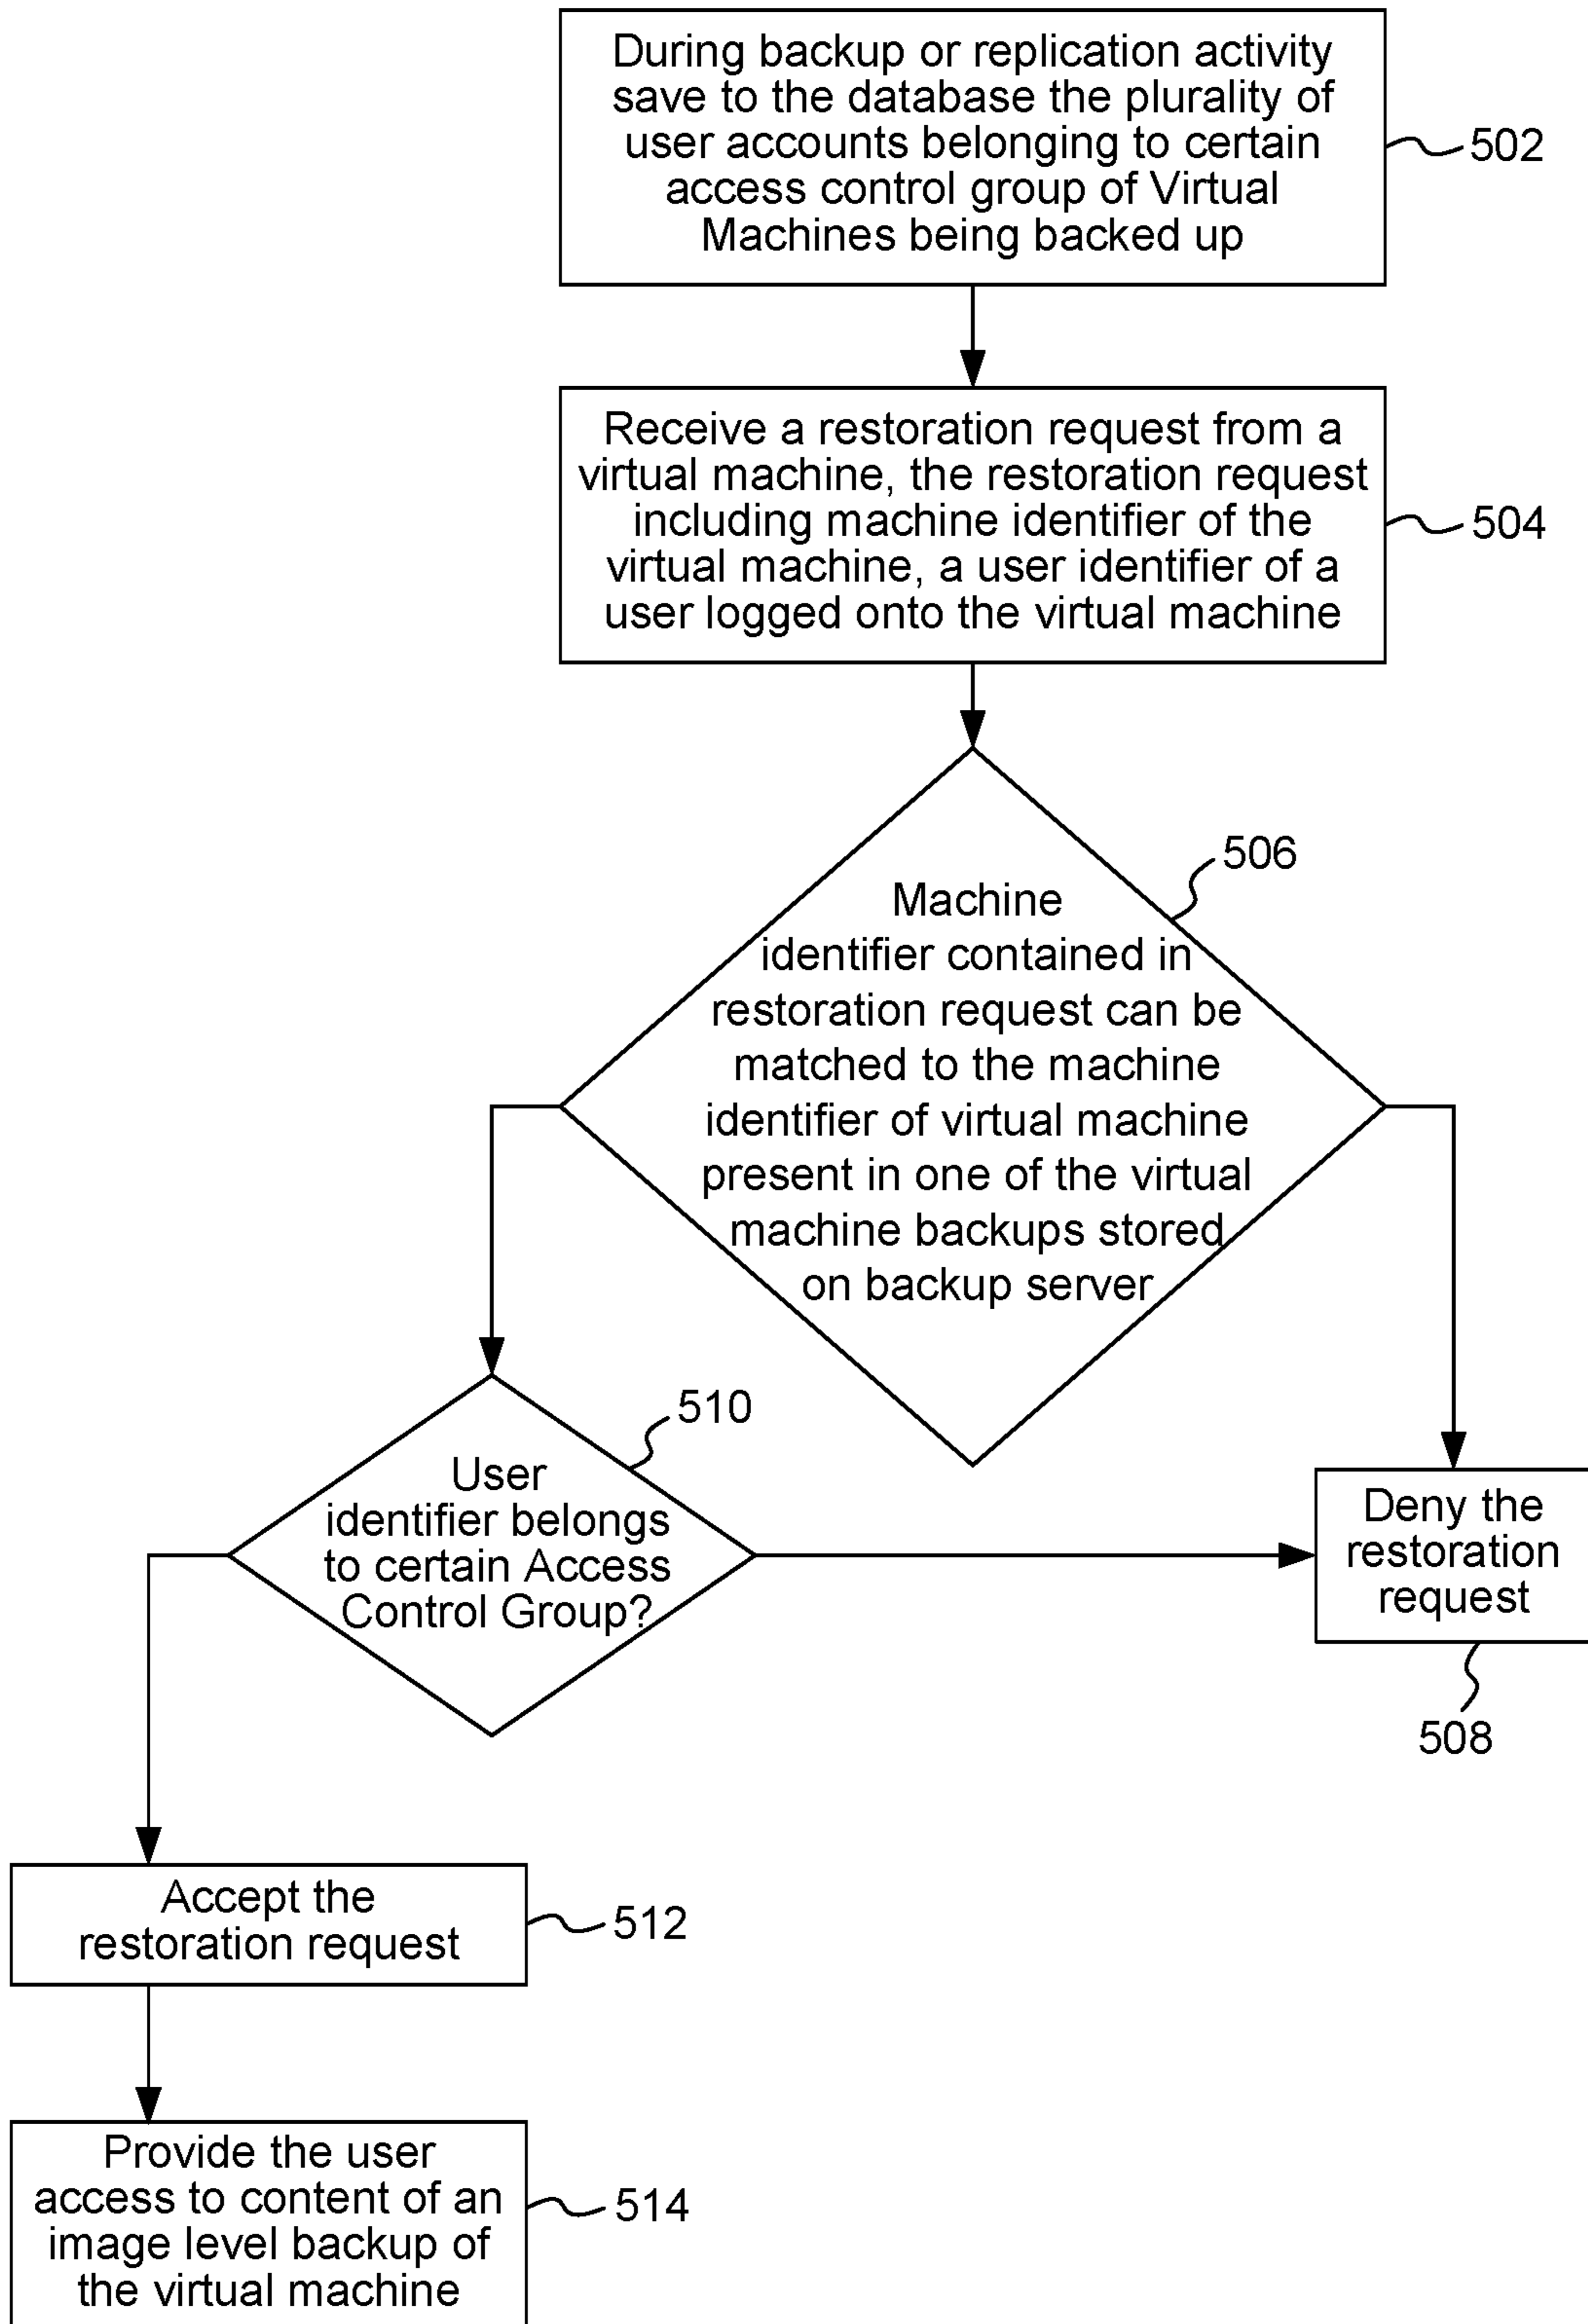 During backup or replication activity
save to the database the plurality of
user accounts belonging to certain
access control group of Virtual
Machines being backed up
502
Receive a restoration request from a
virtual machine, the restoration request
including machine identifier of the
virtual machine, a user identifier of a
user logged onto the virtual machine
504
506
Machine
identifier contained in
restoration request can be
matched to the machine
identifier of virtual machine
present in one of the virtual
machine backups stored
on backup server
510
User
identifier belongs
to certain Access
Control Group?
Deny the
restoration
request
508
Accept the
restoration request
512
Provide the user
access to content of an
image level backup of
the virtual machine
514